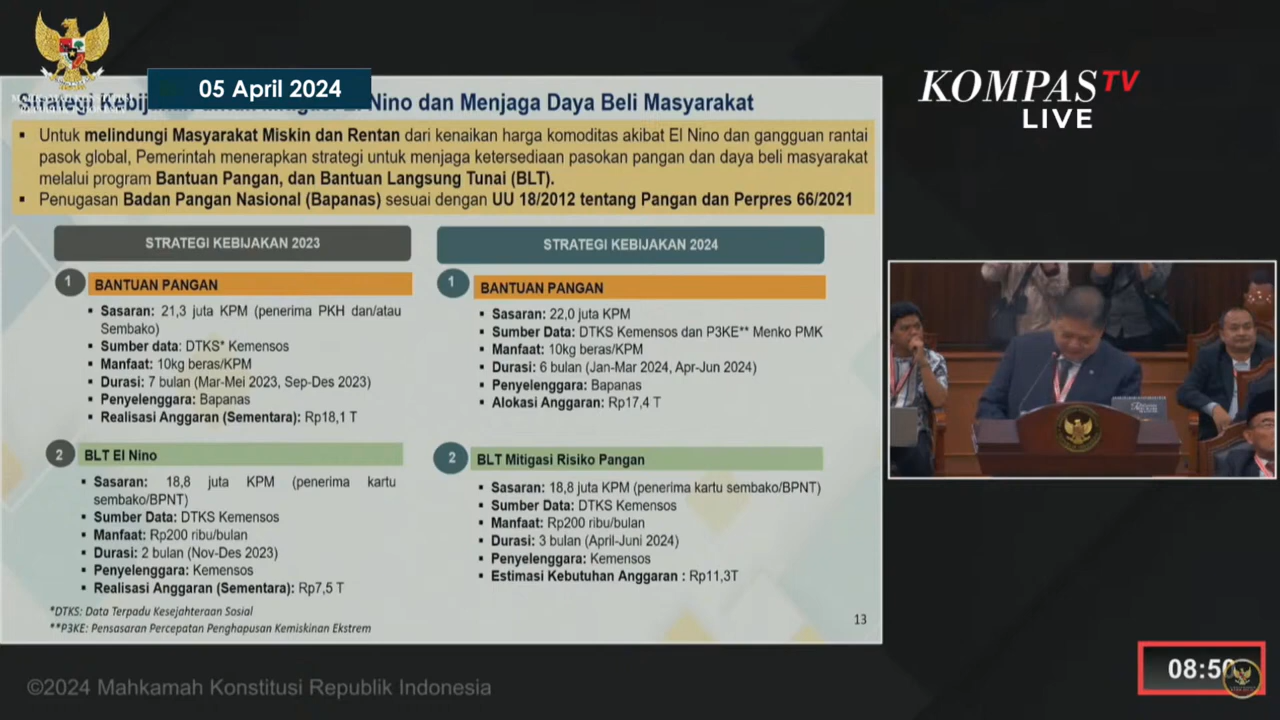 05 April 2024
KOMPAS TV
LIVE
Strategi Nino dan Menjaga Daya Beli Masyarakat
▪ Untuk melindungi Masyarakat Miskin dan Rentan dari kenaikan harga komoditas akibat El Nino dan gangguan rantai
pasok global, Pemerintah menerapkan strategi untuk menjaga ketersediaan pasokan pangan dan daya beli masyarakat
melalui program Bantuan Pangan, dan Bantuan Langsung Tunai (BLT).
▪ Penugasan Badan Pangan Nasional (Bapanas) sesuai dengan UU 18/2012 tentang Pangan dan Perpres 66/2021
STRATEGI KEBIJAKAN 2023
1 BANTUAN PANGAN
▪ Sasaran: 21,3 juta KPM (penerima PKH dan/atau
Sembako)
▪ Sumber data: DTKS* Kemensos
▪ Manfaat: 10kg beras/KPM
▪ Durasi: 7 bulan (Mar-Mei 2023, Sep-Des 2023)
▪ Penyelenggara: Bapanas
▪ Realisasi Anggaran (Sementara): Rp18,1 T
2 BLT El Nino
▪ Sasaran: 18,8 juta KPM (penerima kartu
sembako/BPNT)
▪ Sumber Data: DTKS Kemensos
▪ Manfaat: Rp200 ribu/bulan
▪ Durasi: 2 bulan (Nov-Des 2023)
▪ Penyelenggara: Kemensos
▪ Realisasi Anggaran (Sementara): Rp7,5 T
STRATEGI KEBIJAKAN 2024
1 BANTUAN PANGAN
▪ Sasaran: 22,0 juta KPM
▪ Sumber Data: DTKS Kemensos dan P3KE** Menko PMK
▪ Manfaat: 10kg beras/KPM
▪ Durasi: 6 bulan (Jan-Mar 2024, Apr-Jun 2024)
▪ Penyelenggara: Bapanas
▪ Alokasi Anggaran: Rp17,4 T
2 BLT Mitigasi Risiko Pangan
▪ Sasaran: 18,8 juta KPM (penerima kartu sembako/BPNT)
▪ Sumber Data: DTKS Kemensos
▪ Manfaat: Rp200 ribu/bulan
▪ Durasi: 3 bulan (April-Juni 2024)
▪ Penyelenggara: Kemensos
▪ Estimasi Kebutuhan Anggaran : Rp11,3T
*DTKS: Data Terpadu Kesejahteraan Sosial
**P3KE: Pensasaran Percepatan Penghapusan Kemiskinan Ekstrem
13
©2024 Mahkamah Konstitusi Republik Indonesia
08:50